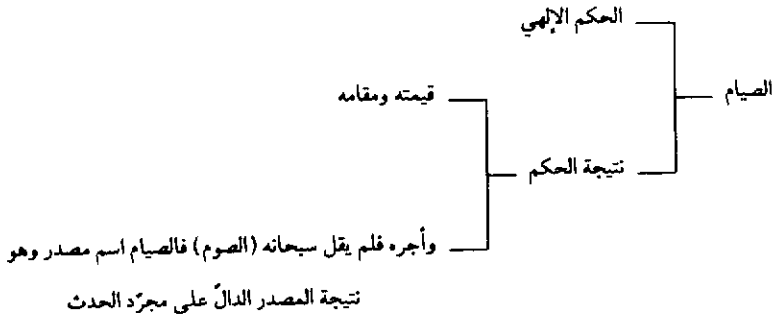 الحكم الإلهي
الصيام
قيمته ومقامه
نتيجة الحكم
وأجره فلم يقل سبحانه (الصوم) فالصيام اسم مصدر وهو
نتيجة المصدر الدالّ على مجرّد الحدث